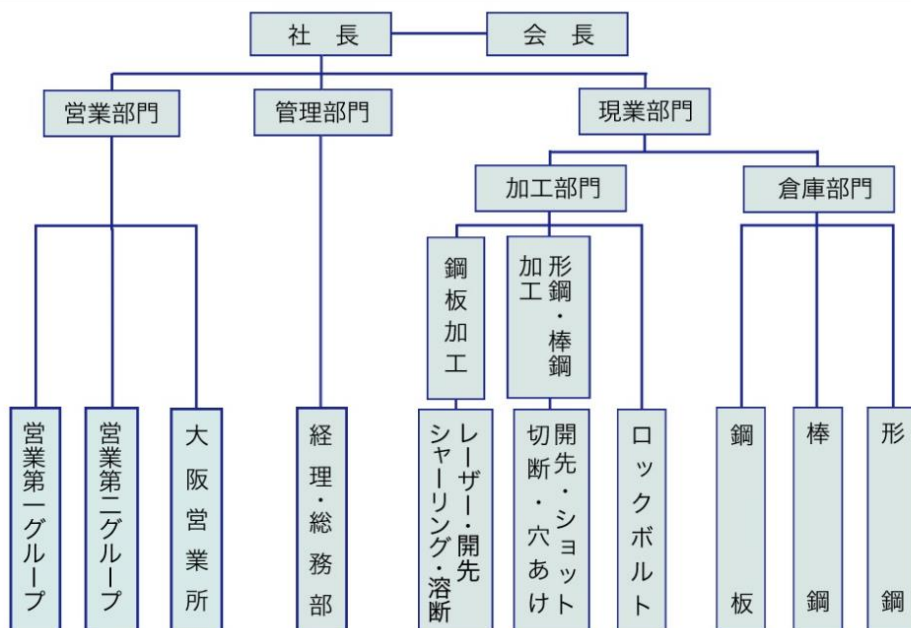 社長
会長
営業部門
管理部門
現業部門
加工部門
倉庫部門
鋼板加工
形鋼・棒鋼
加工
営業第一グループ
営業第二グループ
大阪営業所
経理・総務部
レーザー・開先
シャーリング・溶断
開先・ショット
切断・穴あけ
ロックボルト
鋼板
棒鋼
形鋼